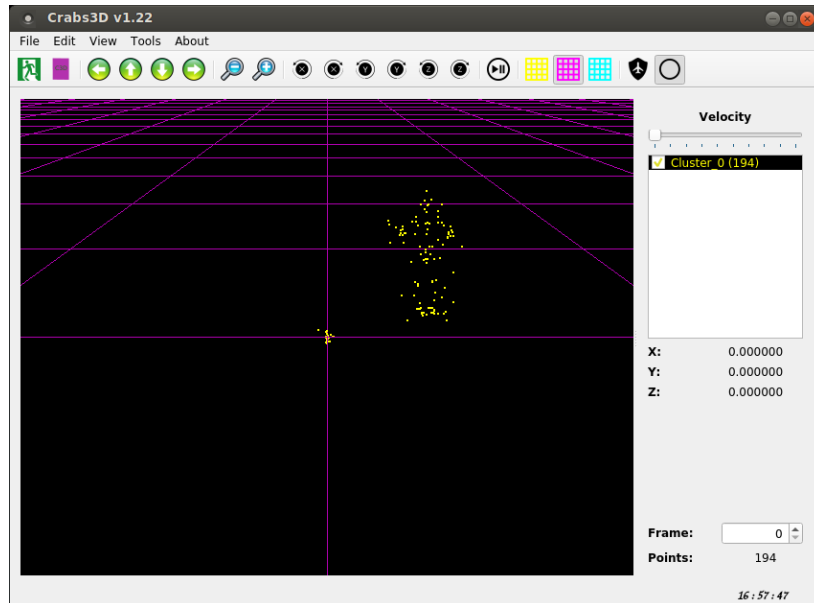 Crabs3D v1.22
File Edit View Tools About
X X Y Y Z Z
Velocity
Cluster_0 (194)
X: 0.000000
Y: 0.000000
Z: 0.000000
Frame: 0
Points: 194
16:57:47